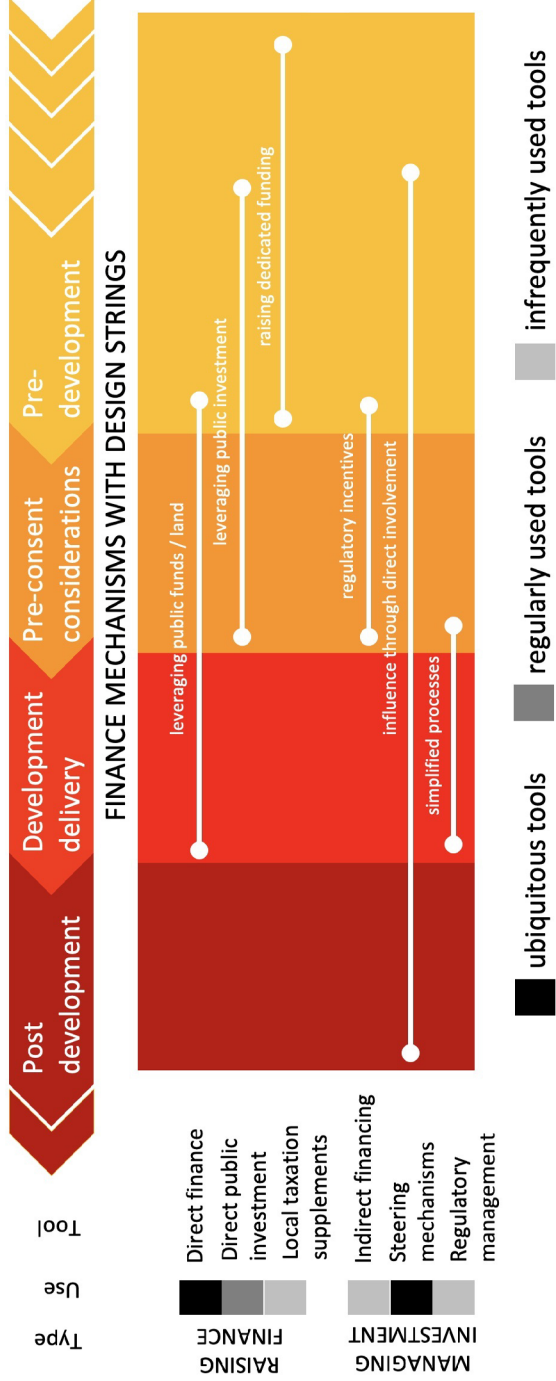 Type
Use
Tool
Post
development
Development
delivery
Pre-consent
considerations
Pre-
development
FINANCE MECHANISMS WITH DESIGN STRINGS
RAISING
FINANCE
Direct finance
Direct public
investment
Local taxation
supplements
leveraging public funds / land
leveraging public investment
raising dedicated funding
MANAGING
INVESTMENT
Indirect financing
Steering
mechanisms
Regulatory
management
regulatory incentives
influence through direct involvement
simplified processes
ubiquitous tools
regularly used tools
infrequently used tools